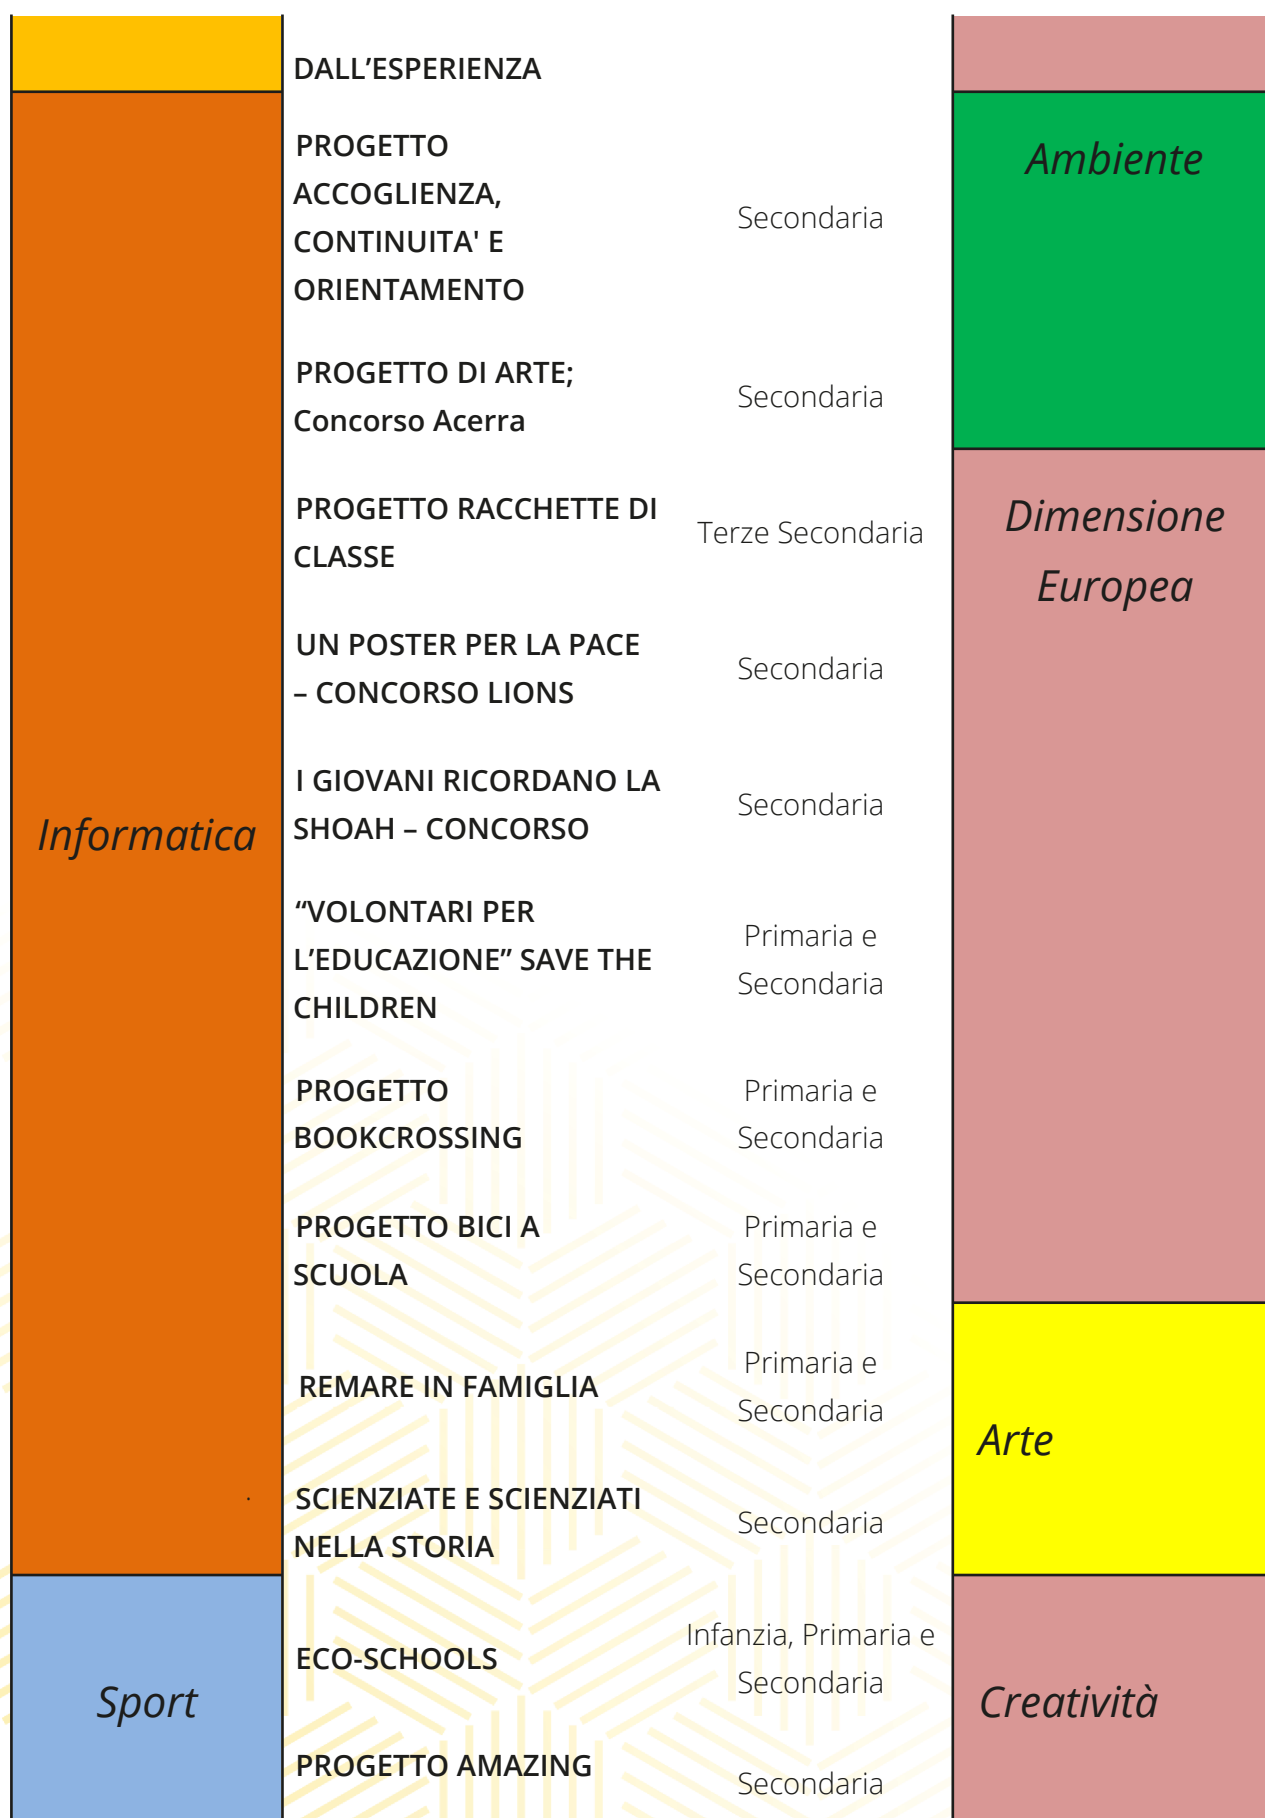 DALL’ESPERIENZA
PROGETTO
ACCOGLIENZA,
CONTINUITA' E
ORIENTAMENTO
Secondaria
PROGETTO DI ARTE;
Concorso Acerra
Secondaria
PROGETTO RACCHETTE DI
CLASSE
Terze Secondaria
UN POSTER PER LA PACE
– CONCORSO LIONS
Secondaria
I GIOVANI RICORDANO LA
SHOAH – CONCORSO
Secondaria
“VOLONTARI PER
L’EDUCAZIONE” SAVE THE
CHILDREN
Primaria e
Secondaria
PROGETTO
BOOKCROSSING
Primaria e
Secondaria
PROGETTO BICI A
SCUOLA
Primaria e
Secondaria
REMARE IN FAMIGLIA
Primaria e
Secondaria
SCIENZIATE E SCIENZIATI
NELLA STORIA
Secondaria
ECO-SCHOOLS
Infanzia, Primaria e
Secondaria
PROGETTO AMAZING
Secondaria
Informatica
Sport
Ambiente
Dimensione
Europea
Arte
Creatività